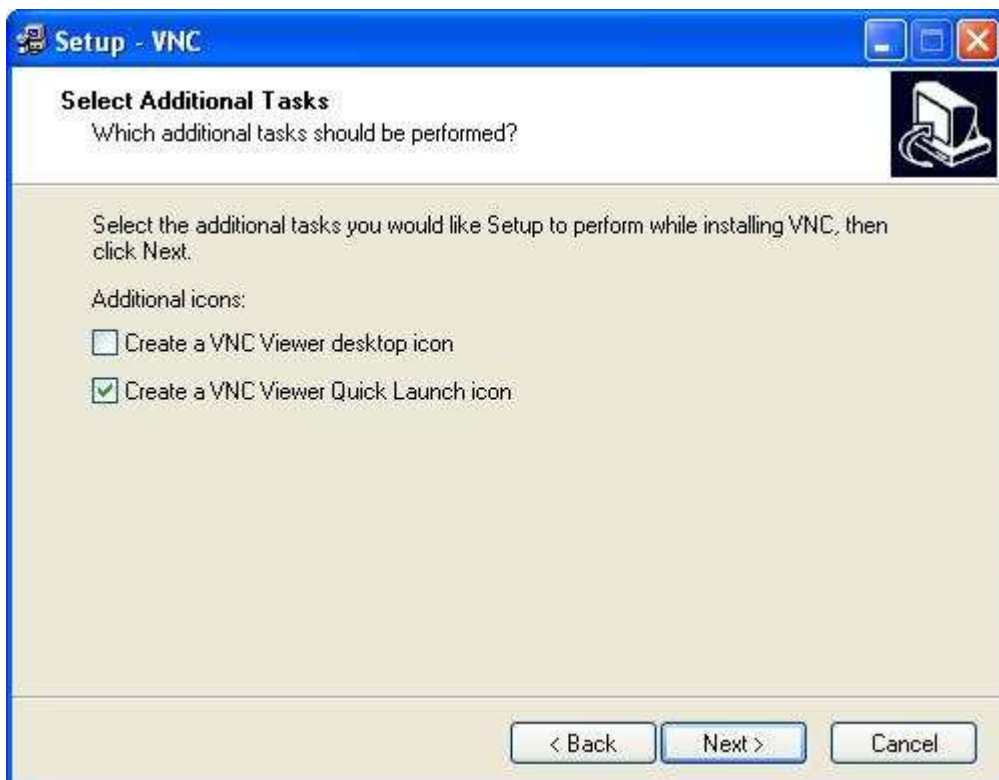 Setup - VNC
Select Additional Tasks
Which additional tasks should be performed?
Select the additional tasks you would like Setup to perform while installing VNC, then
click Next.
Additional icons:
Create a VNC Viewer desktop icon
Create a VNC Viewer Quick Launch icon
< Back Next > Cancel